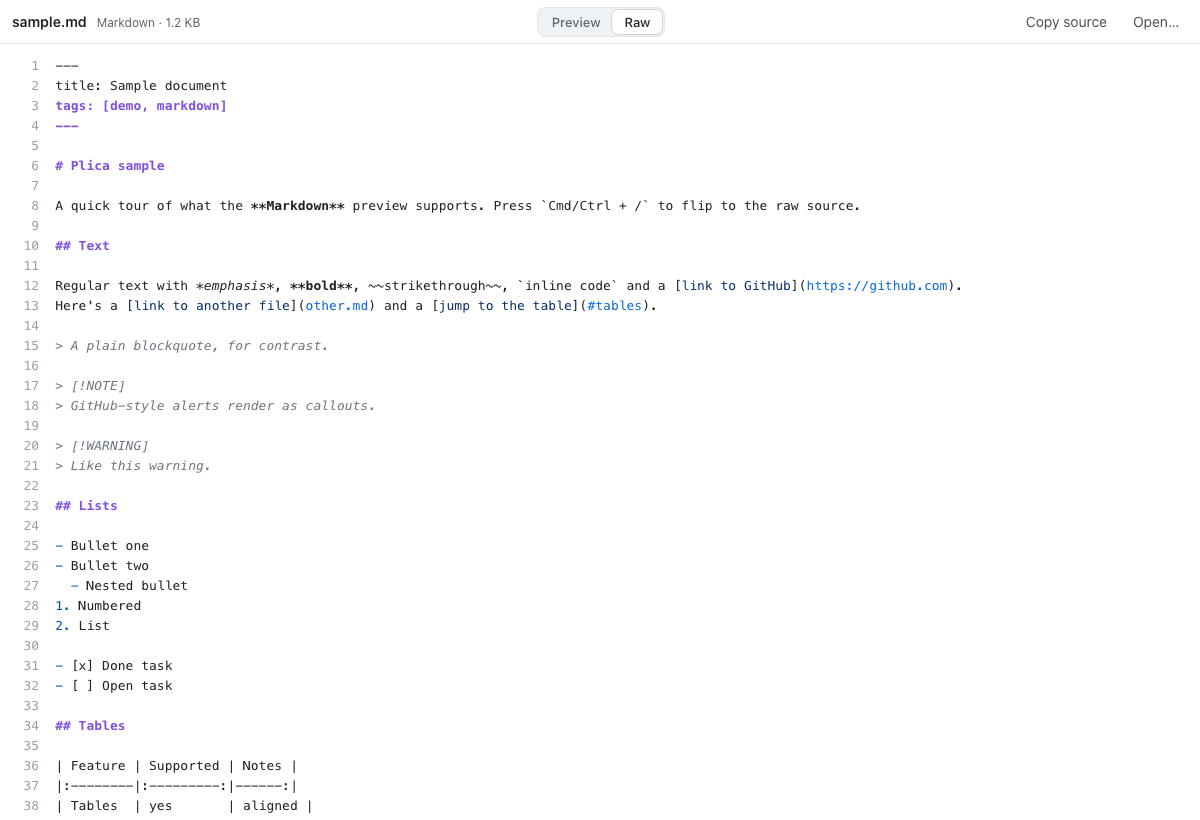 sample.md Markdown · 1.2 KB Preview Raw Copy source Open...
1 ---
2 title: Sample document
3 tags: [demo, markdown]
4 ---
5
6 # Plica sample
7
8 A quick tour of what the **Markdown** preview supports. Press `Cmd/Ctrl + /` to flip to the raw source.
9
10 ## Text
11
12 Regular text with *emphasis*, **bold**, ~~strikethrough~~, `inline code` and a [link to GitHub](https://github.com).
13 Here's a [link to another file](other.md) and a [jump to the table](#tables).
14
15 > A plain blockquote, for contrast.
16
17 > [!NOTE]
18 > GitHub-style alerts render as callouts.
19
20 > [!WARNING]
21 > Like this warning.
22
23 ## Lists
24
25 - Bullet one
26 - Bullet two
27   - Nested bullet
28 1. Numbered
29 2. List
30
31 - [x] Done task
32 - [ ] Open task
33
34 ## Tables
35
36 | Feature | Supported | Notes |
37 |:--------|:---------:|------:|
38 | Tables  | yes       | aligned |